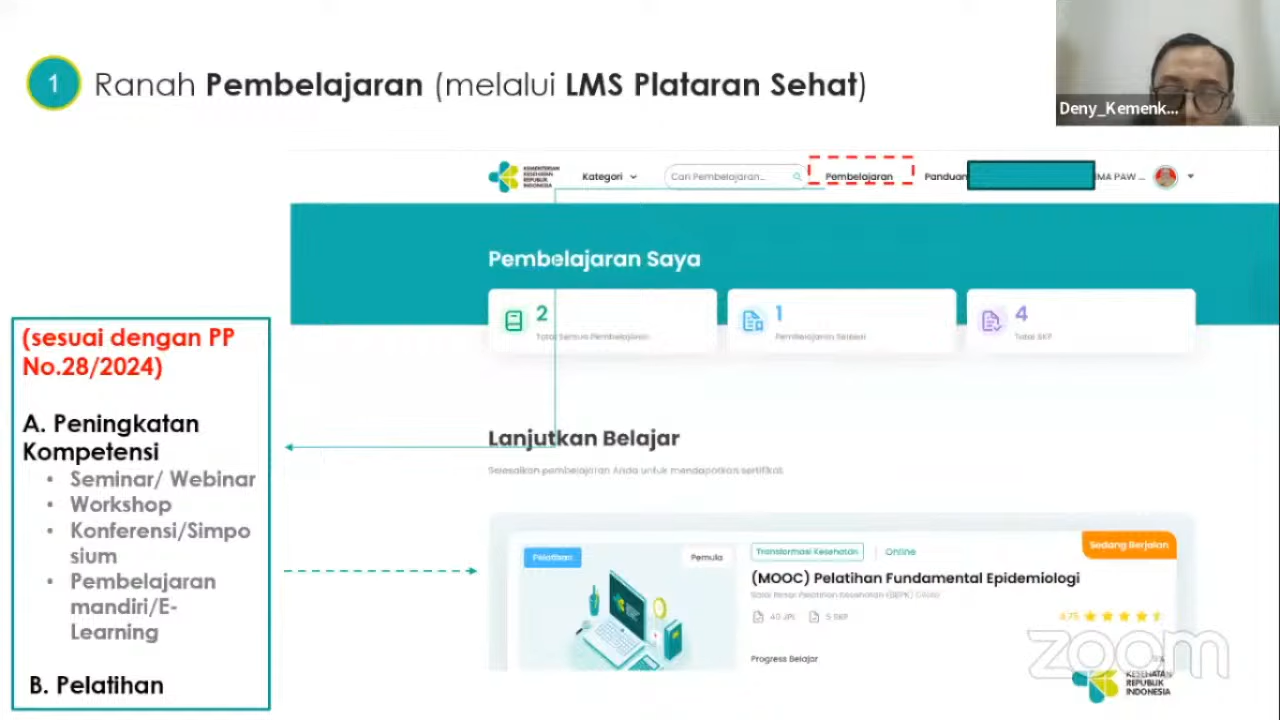 1
Ranah Pembelajaran (melalui LMS Plataran Sehat)
Deny_Kemenk...
KEMENTERIAN
KESEHATAN
REPUBLIK
INDONESIA
Kategori
Cari Pembelajaran...
Pembelajaran
Panduan
IMA PAW ...
Pembelajaran Saya
2
Total Semua Pembelajaran
1
Pembelajaran Selesai
4
Total SKP
(sesuai dengan PP
No.28/2024)
A. Peningkatan
Kompetensi
• Seminar/ Webinar
• Workshop
• Konferensi/Simpo
sium
• Pembelajaran
mandiri/E-
Learning
B. Pelatihan
Lanjutkan Belajar
Selesaikan pembelajaran Anda untuk mendapatkan sertifikat
Pelatihan
Pemula
Transformasi Kesehatan
Online
Sedang Berjalan
(MOOC) Pelatihan Fundamental Epidemiologi
Balai Besar Pelatihan Kesehatan (BBPK) Ciloto
40 JPL
5 SKP
4.75
Progress Belajar
zoom
KESEHATAN
REPUBLIK
INDONESIA